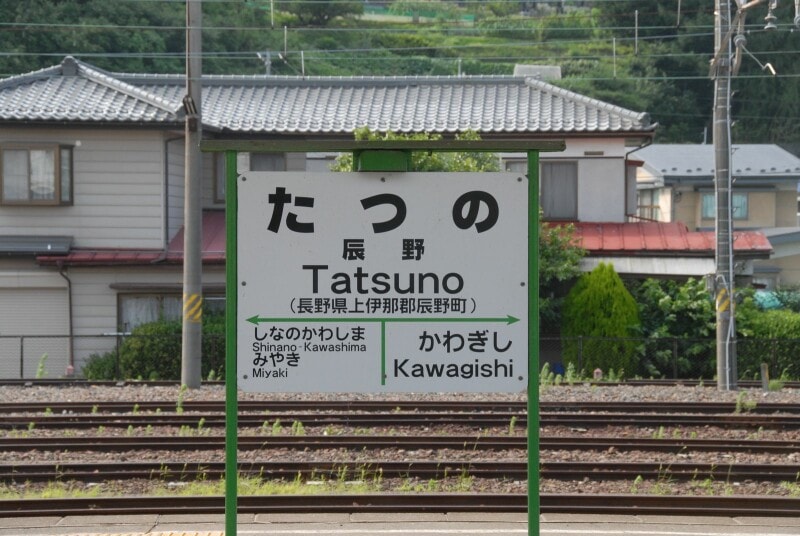 たつの
辰野
Tatsuno
(長野県上伊那郡辰野町)
しなのかわしま
Shinano-Kawashima
みやき
Miyaki
かわぎし
Kawagishi